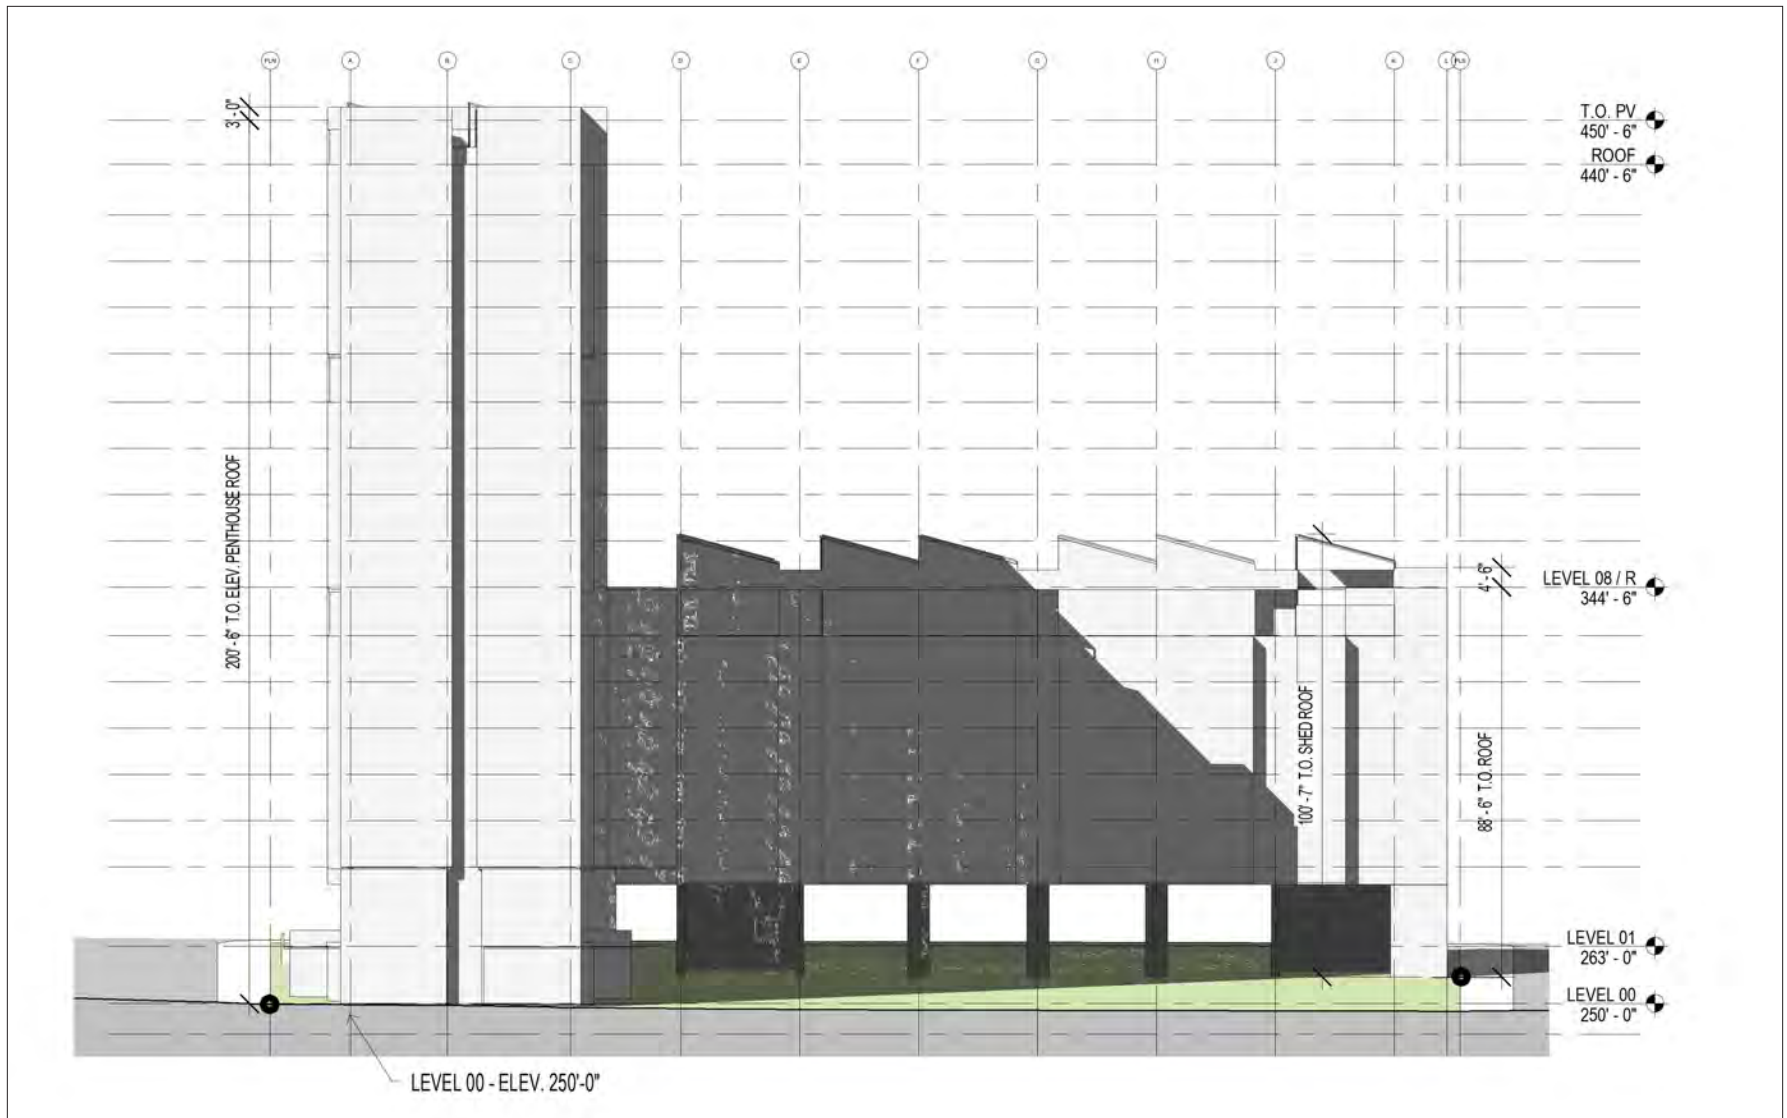 PLN A B C D E F G H J K L PLS
3'-0"
T.O. PV
450' - 6"
ROOF
440' - 6"
200'- 6" T.O. ELEV. PENTHOUSE ROOF
4'- 6"
LEVEL 08 / R
344' - 6"
100'- 7" T.O. SHED ROOF
88'- 6" T.O. ROOF
LEVEL 01
263' - 0"
LEVEL 00
250' - 0"
LEVEL 00 - ELEV. 250'-0"